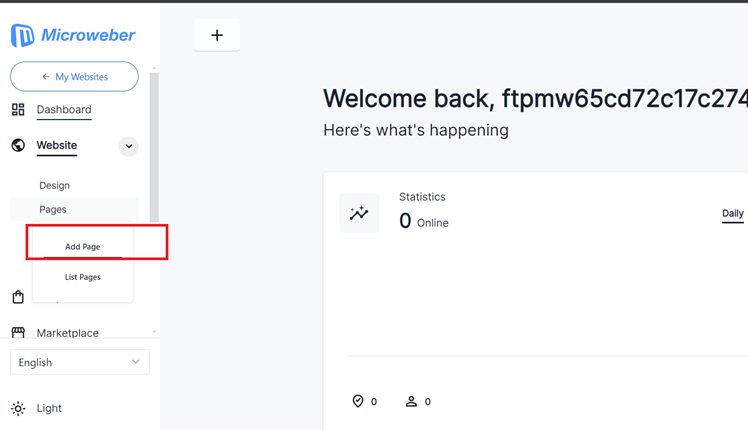 Microweber
← My Websites
Dashboard
Website
Design
Pages
Add Page
List Pages
Marketplace
English
Light
+
Welcome back, ftpmw65cd72c17c274
Here's what's happening
Statistics
0 Online
Daily
0 0